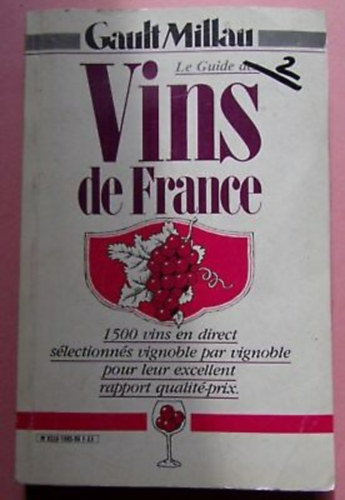 Gault Millau
Le Guide
2
Vins
de France
1500 vins en direct
sélectionnés vignoble par vignoble
pour leur excellent
rapport qualité-prix.